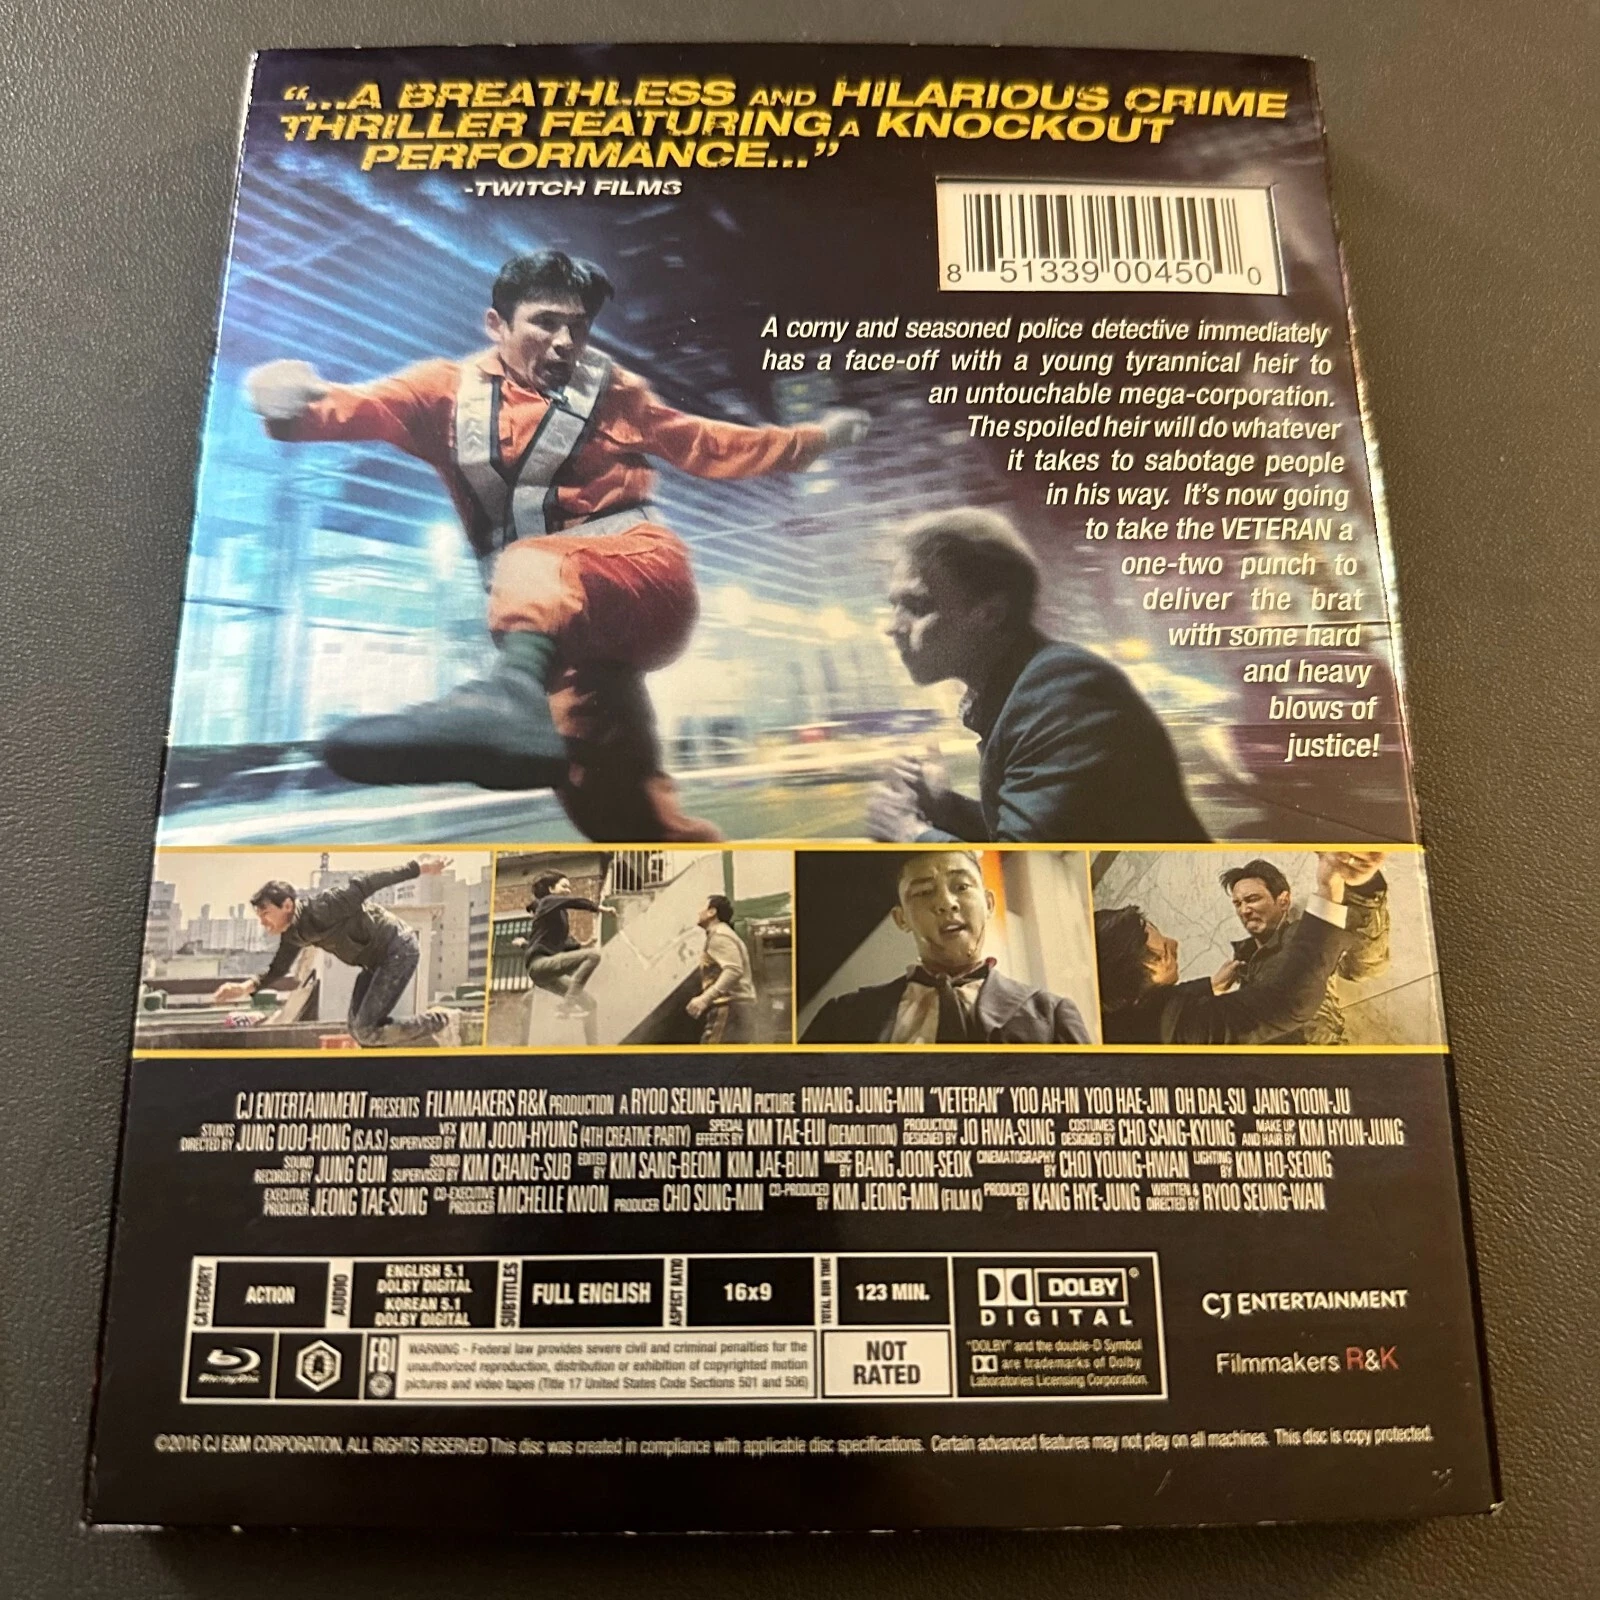 “...A BREATHLESS AND HILARIOUS CRIME
THRILLER FEATURING A KNOCKOUT
PERFORMANCE...”
-TWITCH FILMS
8 51339 00450 0
A corny and seasoned police detective immediately
has a face-off with a young tyrannical heir to
an untouchable mega-corporation.
The spoiled heir will do whatever
it takes to sabotage people
in his way. It's now going
to take the VETERAN a
one-two punch to
deliver the brat
with some hard
and heavy
blows of
justice!
CJ ENTERTAINMENT PRESENTS FILMMAKERS R&K PRODUCTION A RYOO SEUNG-WAN PICTURE HWANG JUNG-MIN “VETERAN” YOO AH-IN YOO HAE-JIN OH DAL-SU JANG YOON-JU
STUNTS DIRECTED BY JUNG DOO-HONG (S.A.S.) VFX SUPERVISED BY KIM JOON-HYUNG (4TH CREATIVE PARTY) SPECIAL EFFECTS BY KIM TAE-EUI (DEMOLITION) PRODUCTION DESIGNED BY JO HWA-SUNG COSTUMES DESIGNED BY CHO SANG-KYUNG MAKE UP AND HAIR BY KIM HYUN-JUNG
SOUND RECORDED BY JUNG GUN SOUND SUPERVISED BY KIM CHANG-SUB EDITED BY KIM SANG-BEOM KIM JAE-BUM MUSIC BY BANG JOON-SEOK CINEMATOGRAPHY BY CHOI YOUNG-HWAN LIGHTING BY KIM HO-SEONG
EXECUTIVE PRODUCER JEONG TAE-SUNG CO-EXECUTIVE PRODUCER MICHELLE KWON PRODUCER CHO SUNG-MIN CO-PRODUCED BY KIM JEONG-MIN (FILM K) PRODUCED BY KANG HYE-JUNG WRITTEN & DIRECTED BY RYOO SEUNG-WAN
CATEGORY
ACTION
AUDIO
ENGLISH 5.1
DOLBY DIGITAL
KOREAN 5.1
DOLBY DIGITAL
SUBTITLES
FULL ENGLISH
ASPECT RATIO
16x9
TOTAL RUN TIME
123 MIN.
DOLBY
DIGITAL
CJ ENTERTAINMENT
Blu-ray Disc
A
FBI
WARNING - Federal law provides severe civil and criminal penalties for the
unauthorized reproduction, distribution or exhibition of copyrighted motion
pictures and video tapes (Title 17 United States Code Sections 501 and 506)
NOT
RATED
"DOLBY" and the double-D Symbol
are trademarks of Dolby
Laboratories Licensing Corporation.
Filmmakers R&K
©2016 CJ E&M CORPORATION, ALL RIGHTS RESERVED This disc was created in compliance with applicable disc specifications. Certain advanced features may not play on all machines. This disc is copy protected.